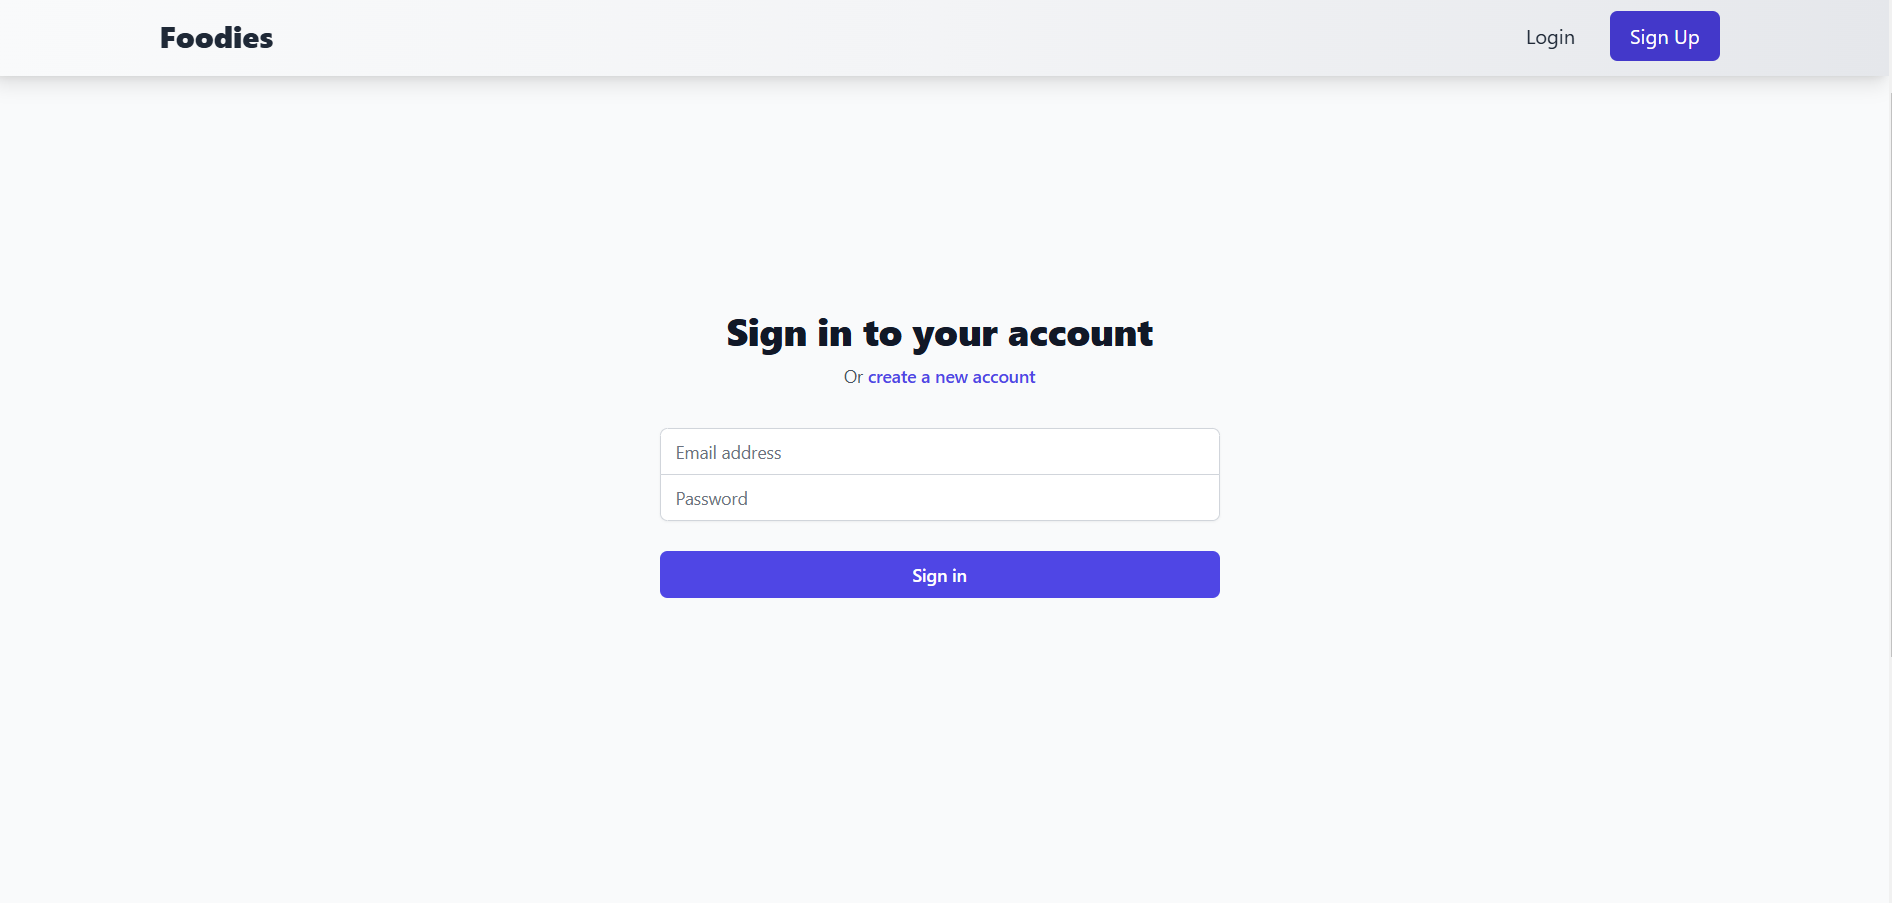 Foodies
Login
Sign Up
Sign in to your account
Or create a new account
Email address
Password
Sign in